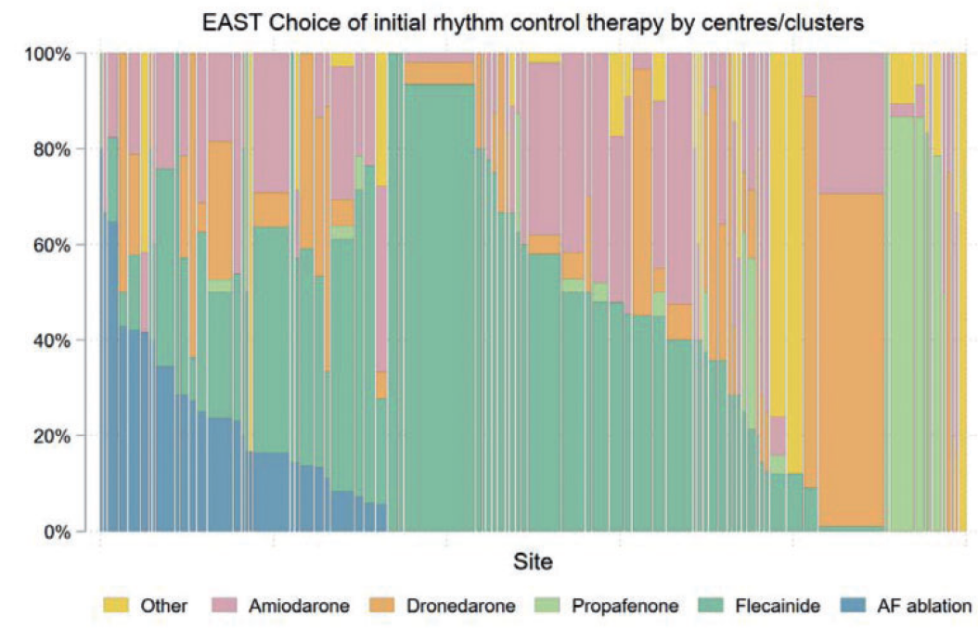 EAST Choice of initial rhythm control therapy by centres/clusters
100%
80%
60%
40%
20%
0%
Site
Other Amiodarone Dronedarone Propafenone Flecainide AF ablation